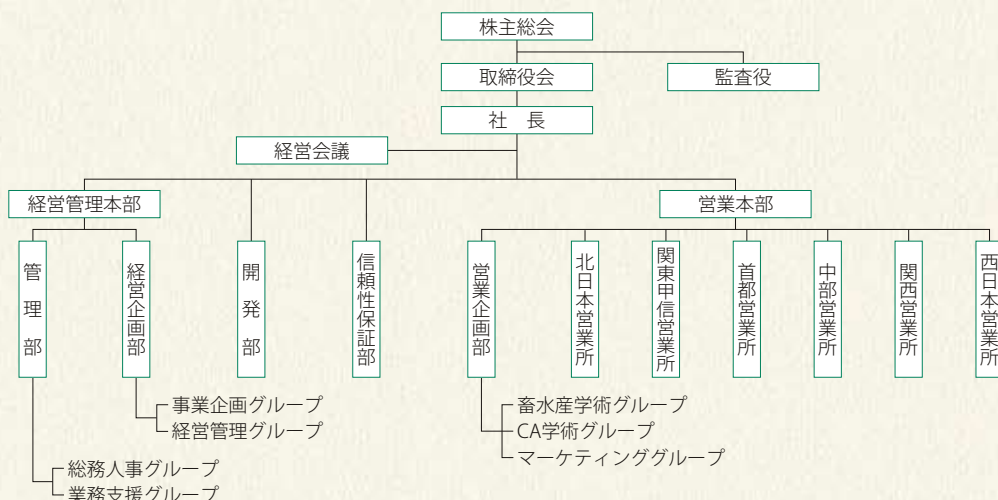 株主総会
取締役会
監査役
社　長
経営会議
経営管理本部
営業本部
管理部
経営企画部
開発部
信頼性保証部
営業企画部
北日本営業所
関東甲信営業所
首都営業所
中部営業所
関西営業所
西日本営業所
事業企画グループ
経営管理グループ
畜水産学術グループ
CA学術グループ
マーケティンググループ
総務人事グループ
業務支援グループ